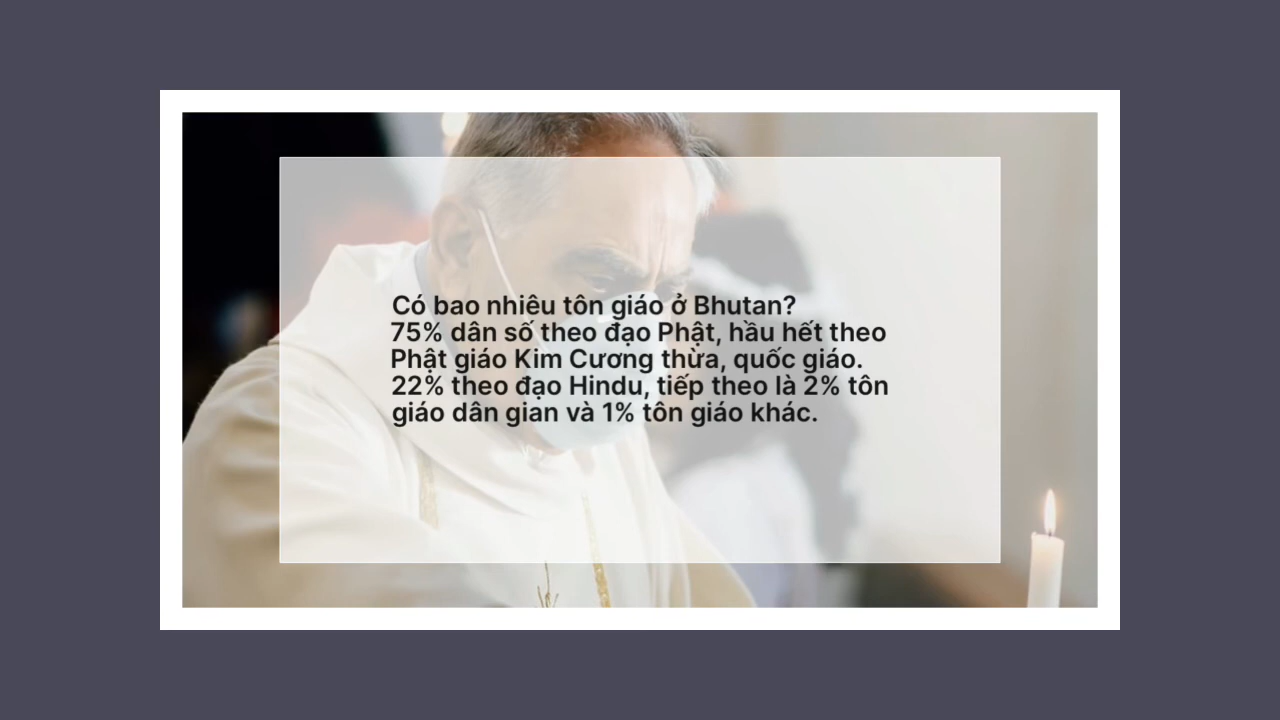 Có bao nhiêu tôn giáo ở Bhutan?
75% dân số theo đạo Phật, hầu hết theo
Phật giáo Kim Cương thừa, quốc giáo.
22% theo đạo Hindu, tiếp theo là 2% tôn
giáo dân gian và 1% tôn giáo khác.